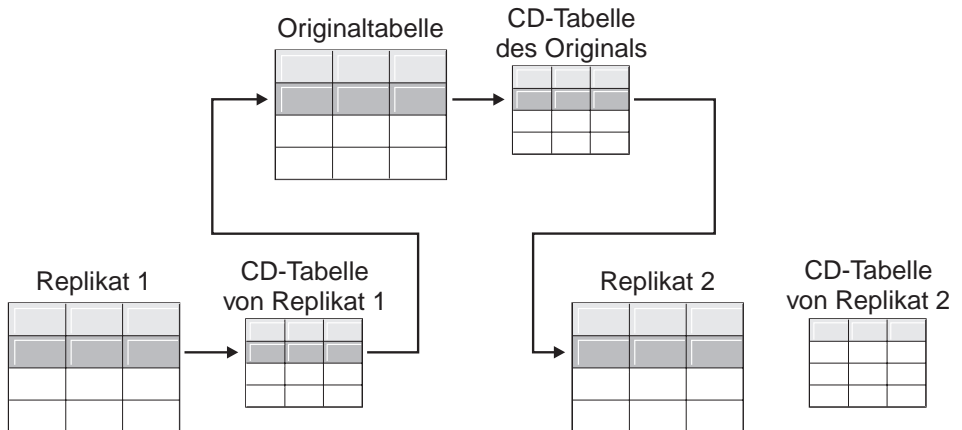 Originaltabelle
CD-Tabelle
des Originals
Replikat 1
CD-Tabelle
von Replikat 1
Replikat 2
CD-Tabelle
von Replikat 2